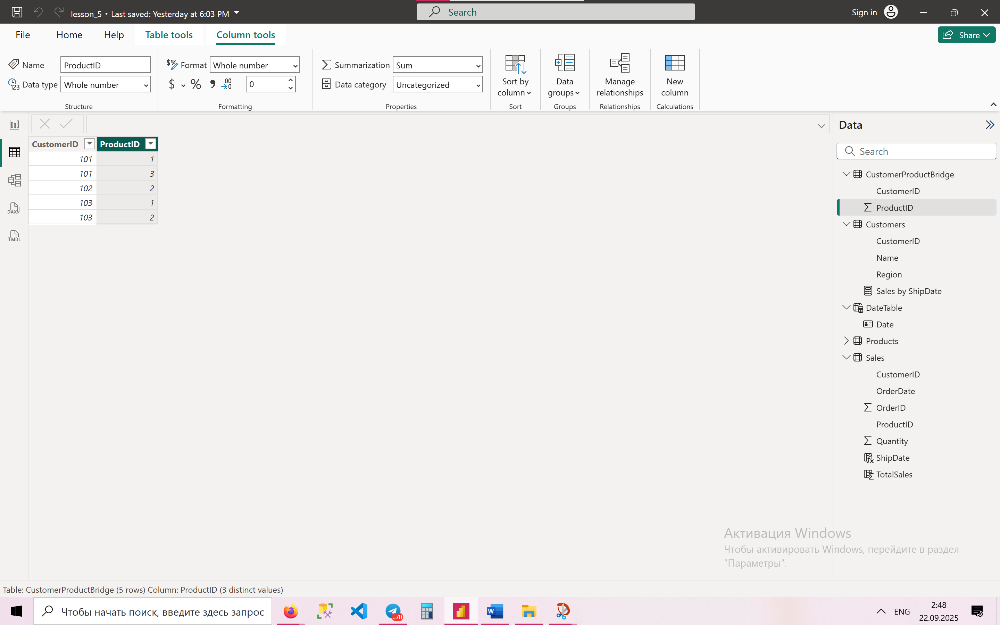 lesson_5 • Last saved: Yesterday at 6:03 PM
Search
Sign in
File Home Help Table tools Column tools
Share
Name ProductID
$% Format Whole number
Summarization Sum
Data type Whole number
$ % 0
Data category Uncategorized
Sort by column
Data groups
Manage relationships
New column
Structure Formatting Properties Sort Groups Relationships Calculations
CustomerID ProductID
101 1
101 3
102 2
103 1
103 2
DAX
TMDL
Data
Search
CustomerProductBridge
CustomerID
ProductID
Customers
CustomerID
Name
Region
Sales by ShipDate
DateTable
Date
Products
Sales
CustomerID
OrderDate
OrderID
ProductID
Quantity
ShipDate
TotalSales
Активация Windows
Чтобы активировать Windows, перейдите в раздел
"Параметры".
Table: CustomerProductBridge (5 rows) Column: ProductID (3 distinct values)
Чтобы начать поиск, введите здесь запрос
..70
W
ENG
2:48
22.09.2025